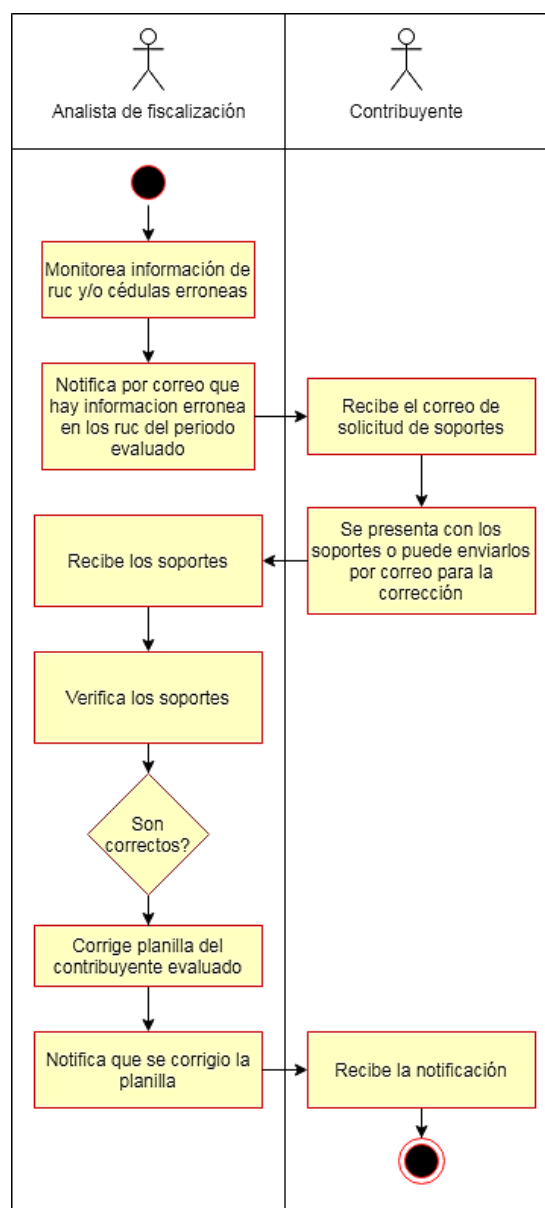 Analista de fiscalización
Contribuyente
Monitorea información de
ruc y/o cédulas erroneas
Notifica por correo que
hay informacion erronea
en los ruc del periodo
evaluado
Recibe el correo de
solicitud de soportes
Se presenta con los
soportes o puede enviarlos
por correo para la
corrección
Recibe los soportes
Verifica los soportes
Son
correctos?
Corrige planilla del
contribuyente evaluado
Notifica que se corrigio la
planilla
Recibe la notificación